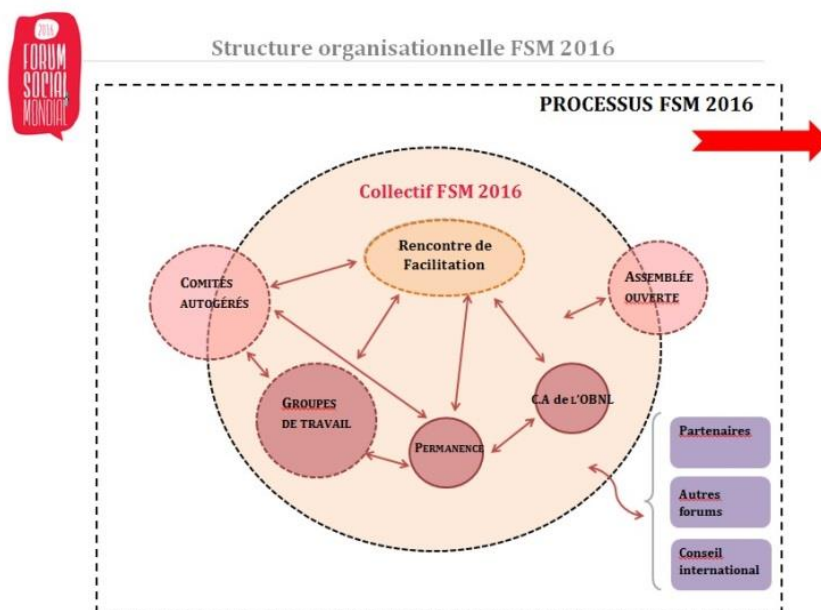 2016
FORUM
SOCIAL
MONDIAL
Structure organisationnelle FSM 2016
PROCESSUS FSM 2016
Collectif FSM 2016
Rencontre de
Facilitation
COMITÉS
AUTOGÉRÉS
ASSEMBLÉE
OUVERTE
GROUPES
DE TRAVAIL
PERMANENCE
C.A de L'OBNL
Partenaires
Autres
forums
Conseil
international